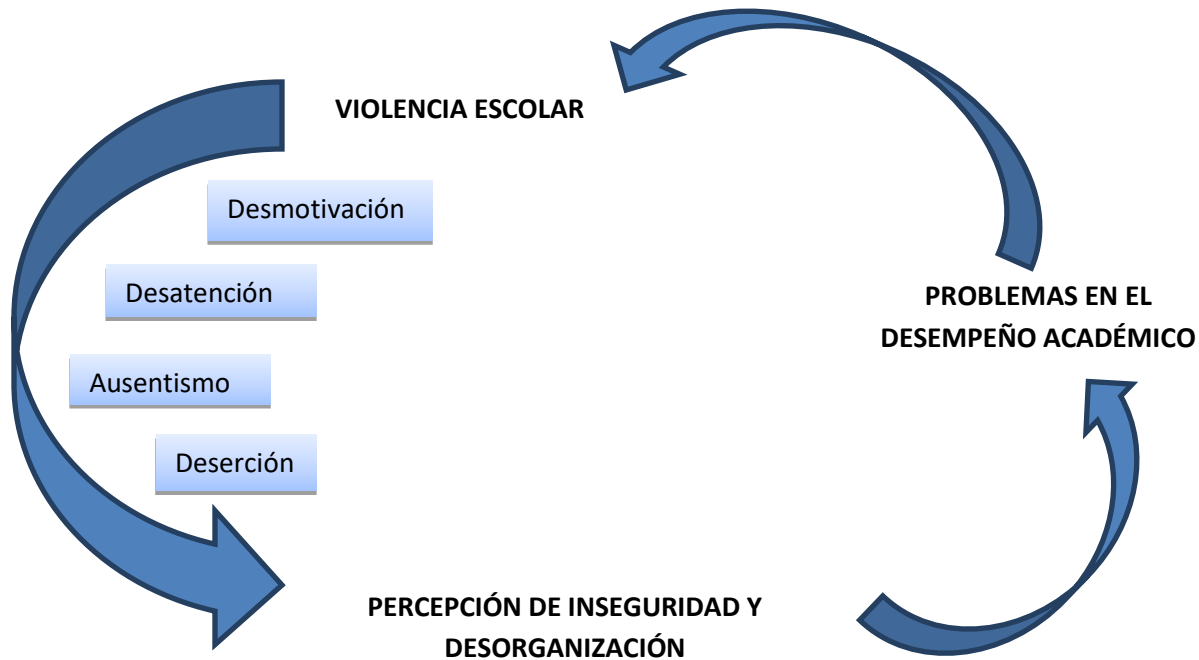 VIOLENCIA ESCOLAR
Desmotivación
Desatención
Ausentismo
Deserción
PROBLEMAS EN EL
DESEMPEÑO ACADÉMICO
PERCEPCIÓN DE INSEGURIDAD Y
DESORGANIZACIÓN